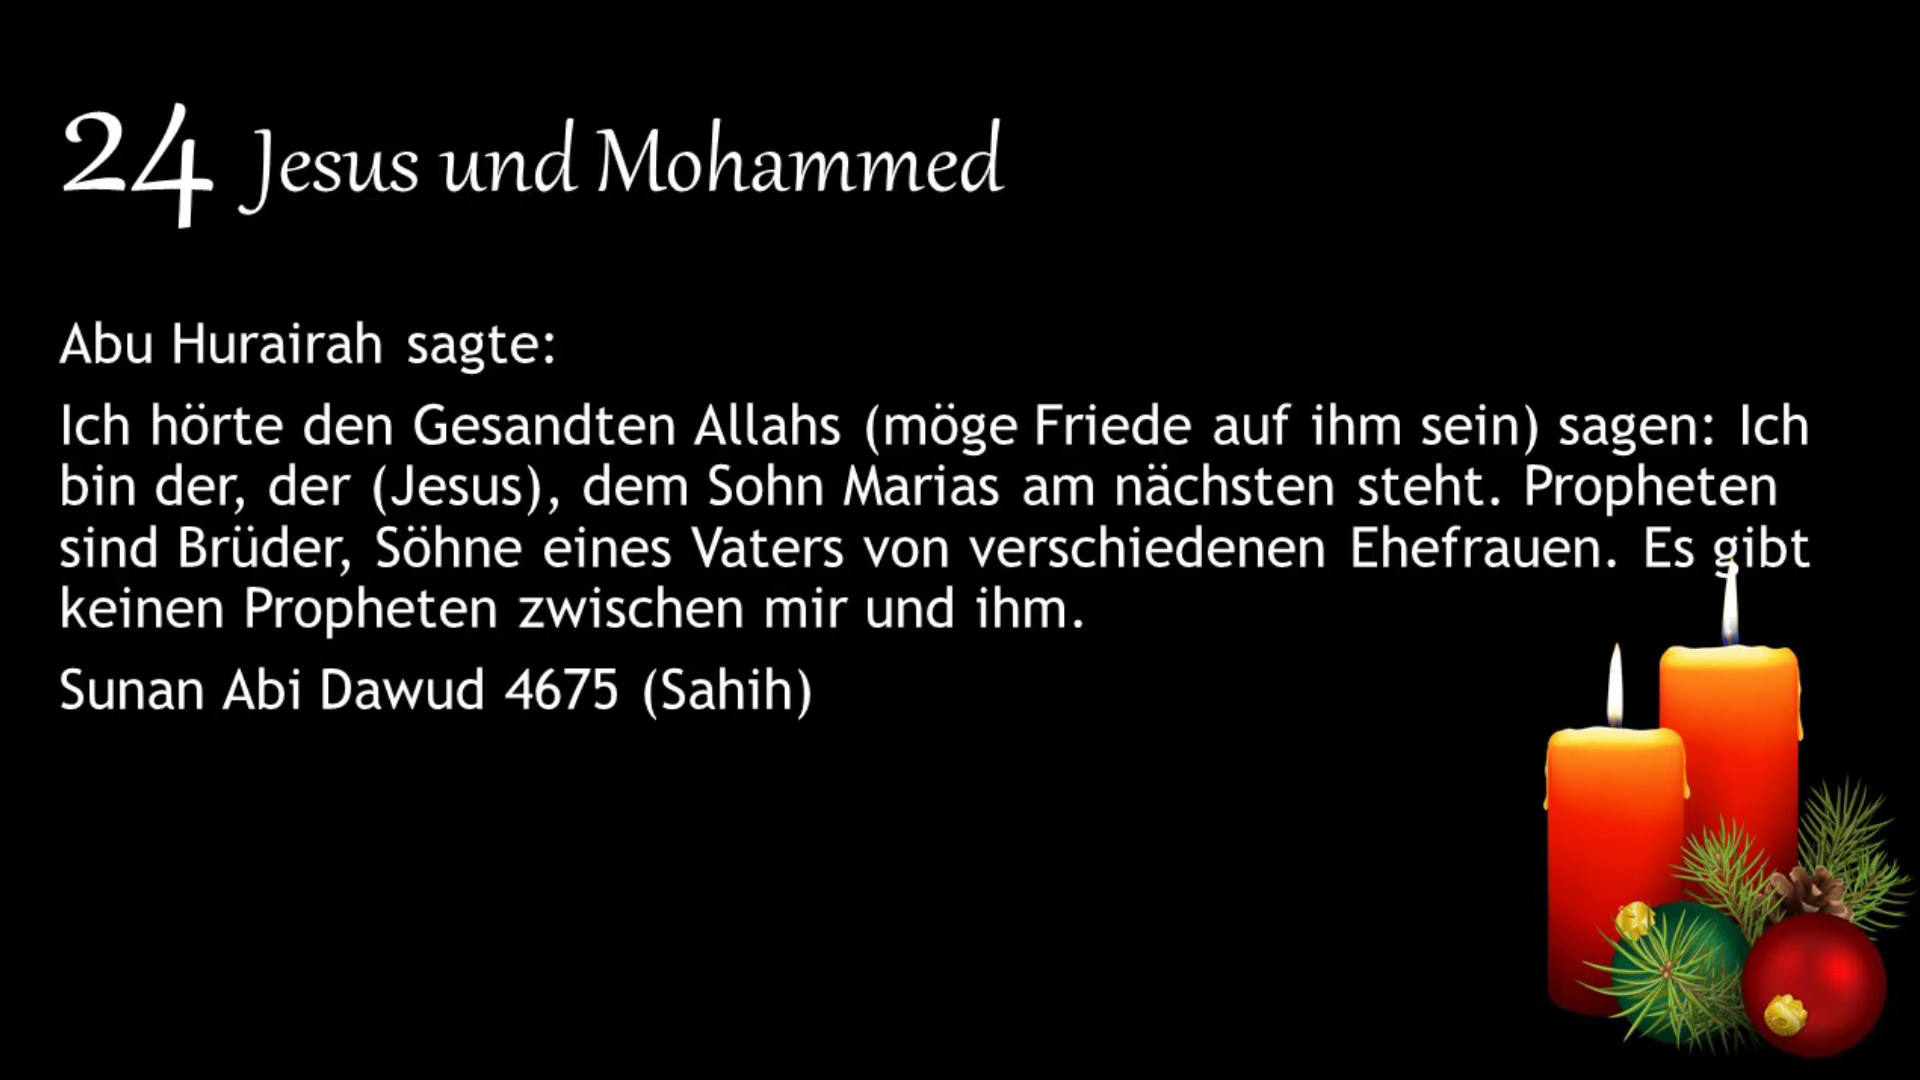 24 Jesus und Mohammed
Abu Hurairah sagte:
Ich hörte den Gesandten Allahs (möge Friede auf ihm sein) sagen: Ich
bin der, der (Jesus), dem Sohn Marias am nächsten steht. Propheten
sind Brüder, Söhne eines Vaters von verschiedenen Ehefrauen. Es gibt
keinen Propheten zwischen mir und ihm.
Sunan Abi Dawud 4675 (Sahih)